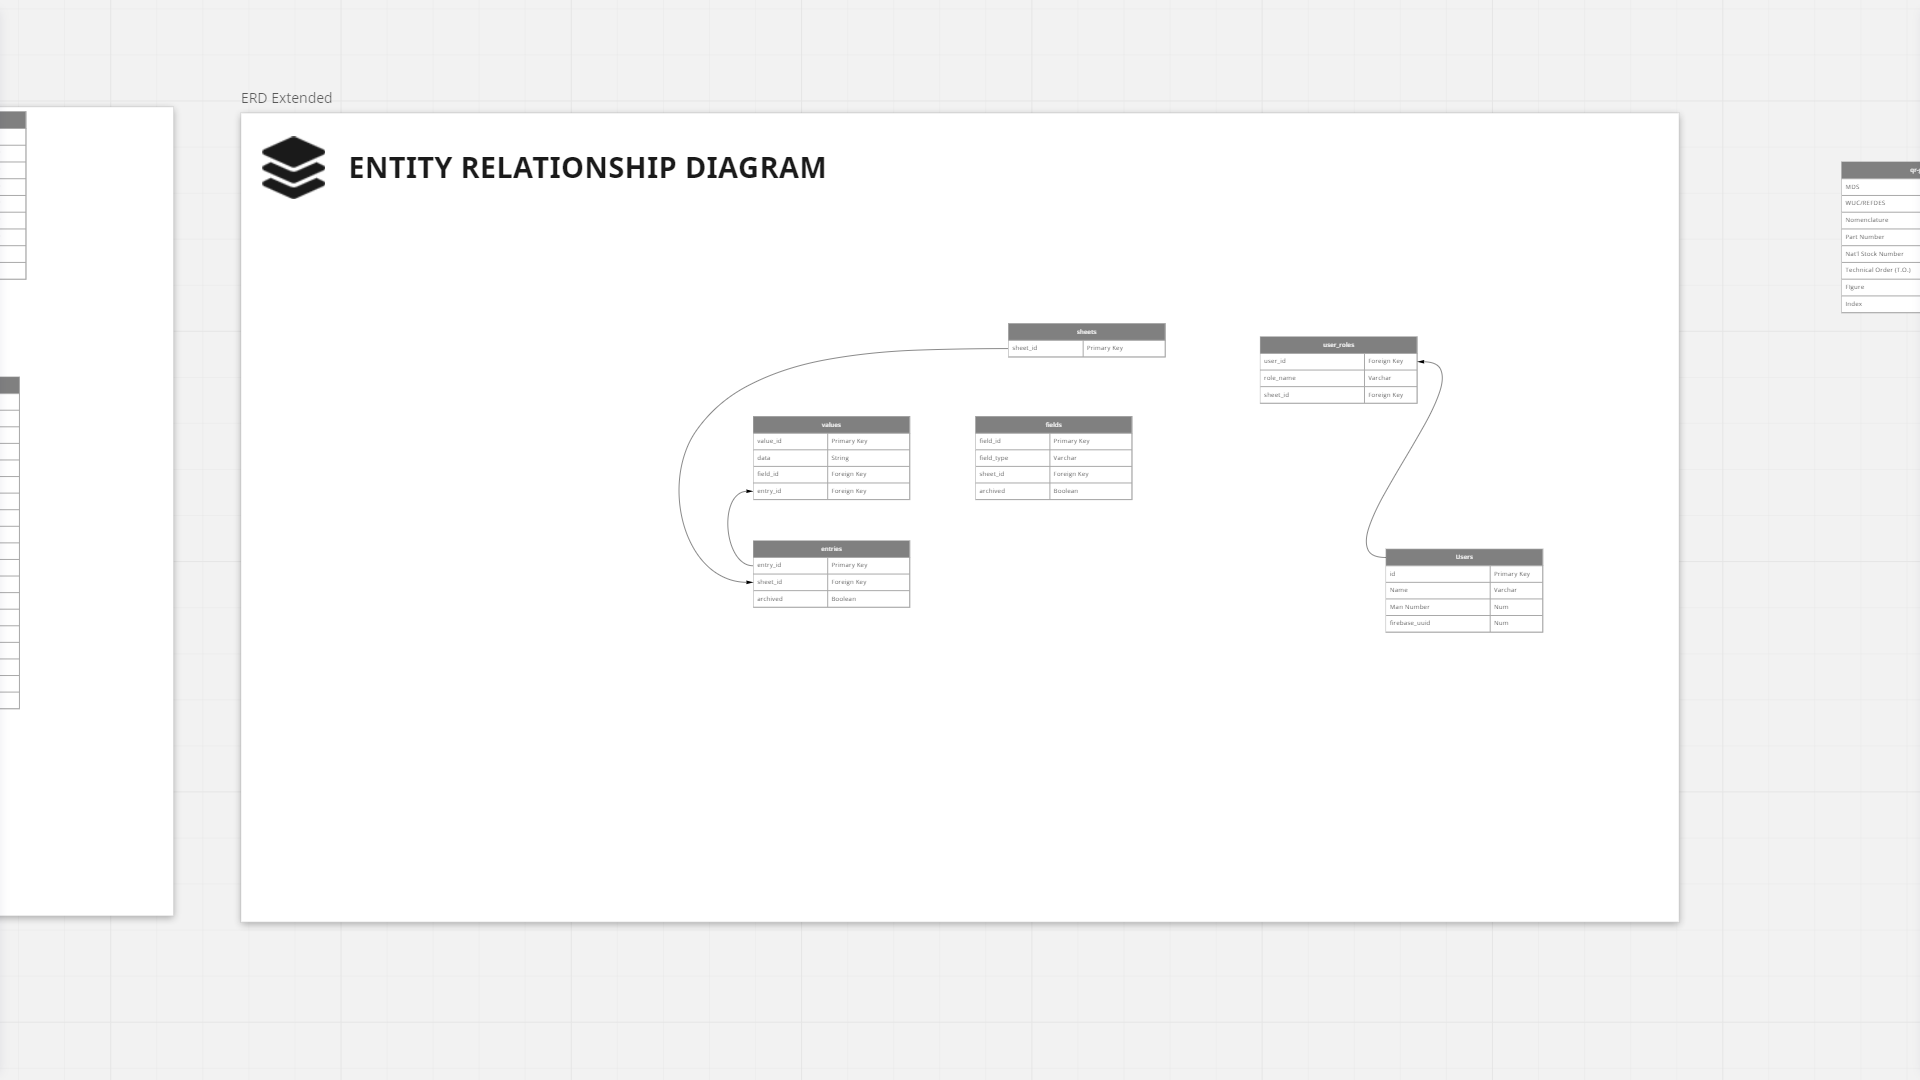 ERD Extended
ENTITY RELATIONSHIP DIAGRAM
sheets
sheet_id Primary Key
user_roles
user_id Foreign Key
role_name Varchar
sheet_id Foreign Key
values
value_id Primary Key
data String
field_id Foreign Key
entry_id Foreign Key
fields
field_id Primary Key
field_type Varchar
sheet_id Foreign Key
archived Boolean
entries
entry_id Primary Key
sheet_id Foreign Key
archived Boolean
Users
id Primary Key
Name Varchar
Man Number Num
firebase_uuid Num
MDS
WUC/REFDES
Nomenclature
Part Number
Nat'l Stock Number
Technical Order (T.O.)
Figure
Index